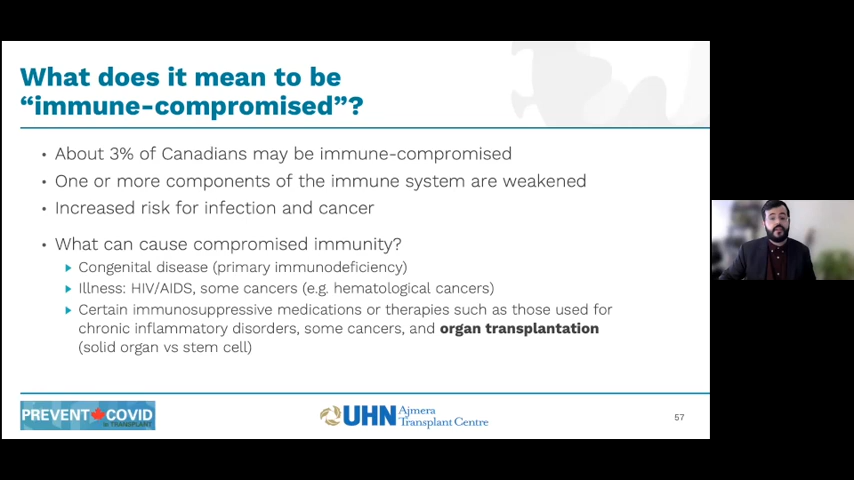 What does it mean to be
“immune-compromised”?
• About 3% of Canadians may be immune-compromised
• One or more components of the immune system are weakened
• Increased risk for infection and cancer
• What can cause compromised immunity?
Congenital disease (primary immunodeficiency)
Illness: HIV/AIDS, some cancers (e.g. hematological cancers)
Certain immunosuppressive medications or therapies such as those used for
chronic inflammatory disorders, some cancers, and organ transplantation
(solid organ vs stem cell)
PREVENT COVID
in TRANSPLANT
UHN Ajmera
Transplant Centre
57